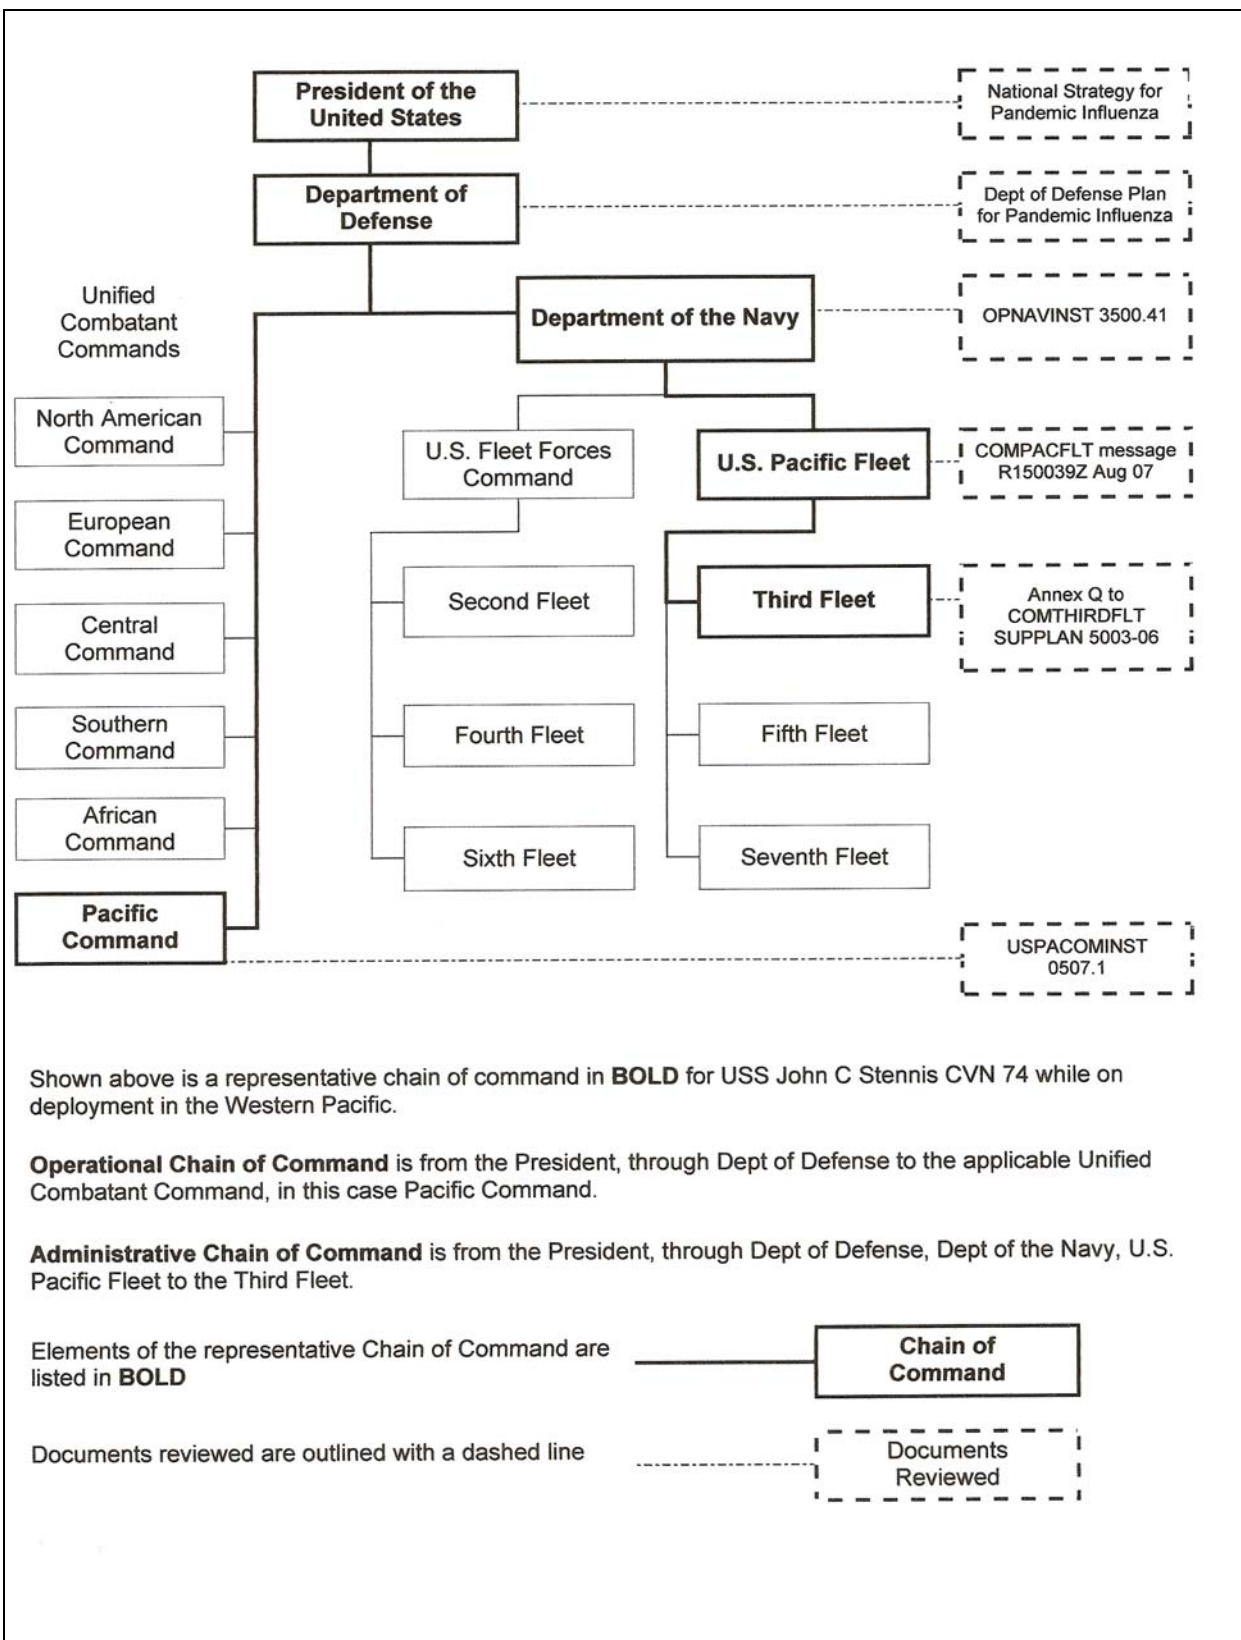 President of the
United States
National Strategy for
Pandemic Influenza
Department of
Defense
Dept of Defense Plan
for Pandemic Influenza
Unified
Combatant
Commands
Department of the Navy
OPNAVINST 3500.41
North American
Command
U.S. Fleet Forces
Command
U.S. Pacific Fleet
COMPACFLT message
R150039Z Aug 07
European
Command
Second Fleet
Third Fleet
Annex Q to
COMTHIRDFLT
SUPPLAN 5003-06
Central
Command
Southern
Command
Fourth Fleet
Fifth Fleet
African
Command
Sixth Fleet
Seventh Fleet
Pacific
Command
USPACOMINST
0507.1
Shown above is a representative chain of command in BOLD for USS John C Stennis CVN 74 while on
deployment in the Western Pacific.
Operational Chain of Command is from the President, through Dept of Defense to the applicable Unified
Combatant Command, in this case Pacific Command.
Administrative Chain of Command is from the President, through Dept of Defense, Dept of the Navy, U.S.
Pacific Fleet to the Third Fleet.
Elements of the representative Chain of Command are
listed in BOLD
Chain of
Command
Documents reviewed are outlined with a dashed line
Documents
Reviewed